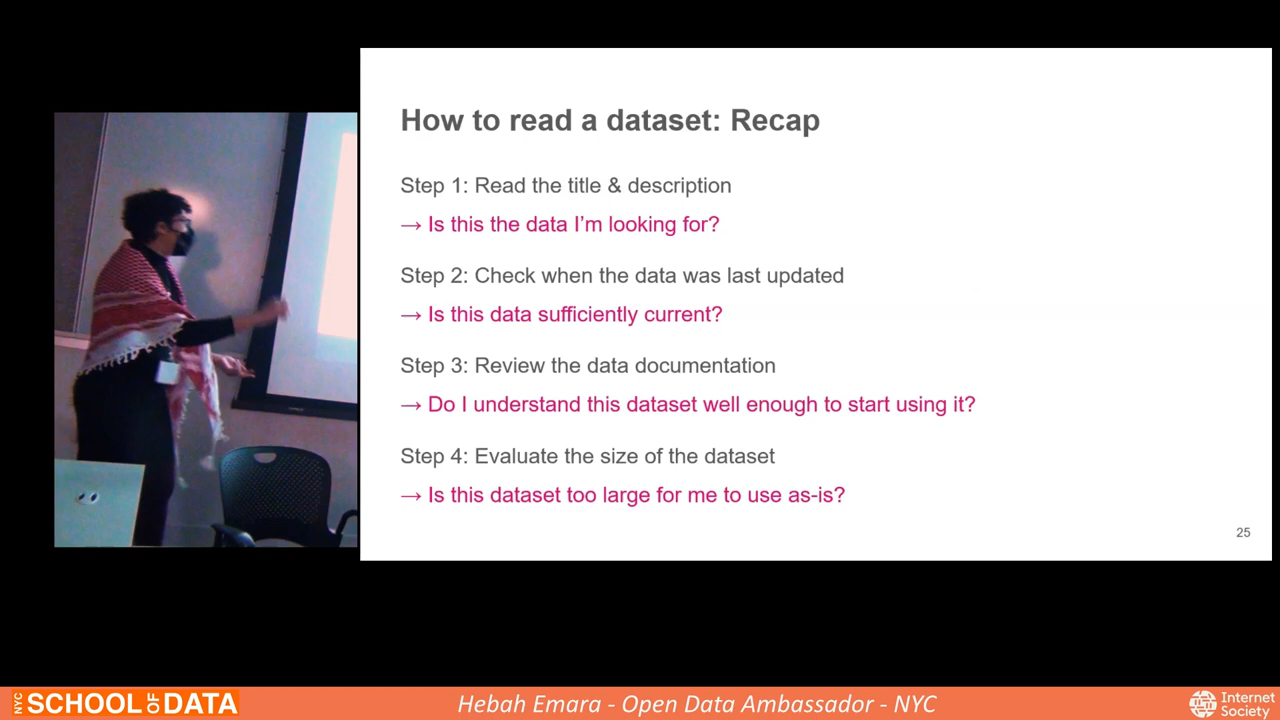 How to read a dataset: Recap
Step 1: Read the title & description
→ Is this the data I'm looking for?
Step 2: Check when the data was last updated
→ Is this data sufficiently current?
Step 3: Review the data documentation
→ Do I understand this dataset well enough to start using it?
Step 4: Evaluate the size of the dataset
→ Is this dataset too large for me to use as-is?
25
NYC SCHOOL OF DATA
Hebah Emara - Open Data Ambassador - NYC
Internet
Society